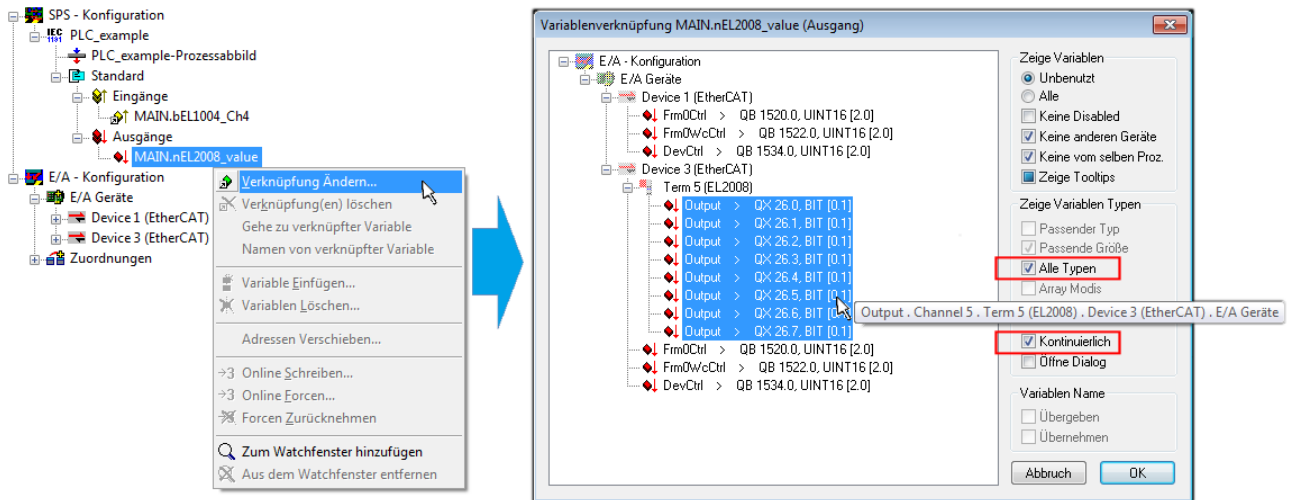 SPS - Konfiguration
IEC 1131 PLC_example
PLC_example-Prozessabbild
Standard
Eingänge
MAIN.bEL1004_Ch4
Ausgänge
MAIN.nEL2008_value
E/A - Konfiguration
E/A Geräte
Device 1 (EtherCAT)
Device 3 (EtherCAT)
Zuordnungen
Verknüpfung Ändern...
Verknüpfung(en) löschen
Gehe zu verknüpfter Variable
Namen von verknüpfter Variable
Variable Einfügen...
Variablen Löschen...
Adressen Verschieben...
Online Schreiben...
Online Forcen...
Forcen Zurücknehmen
Zum Watchfenster hinzufügen
Aus dem Watchfenster entfernen
Variablenverknüpfung MAIN.nEL2008_value (Ausgang)
E/A - Konfiguration
E/A Geräte
Device 1 (EtherCAT)
Frm0Ctrl > QB 1520.0, UINT16 [2.0]
Frm0WcCtrl > QB 1522.0, UINT16 [2.0]
DevCtrl > QB 1534.0, UINT16 [2.0]
Device 3 (EtherCAT)
Term 5 (EL2008)
Output > QX 26.0, BIT [0.1]
Output > QX 26.1, BIT [0.1]
Output > QX 26.2, BIT [0.1]
Output > QX 26.3, BIT [0.1]
Output > QX 26.4, BIT [0.1]
Output > QX 26.5, BIT [0.1]
Output > QX 26.6, BIT [0.1]
Output > QX 26.7, BIT [0.1]
Frm0Ctrl > QB 1520.0, UINT16 [2.0]
Frm0WcCtrl > QB 1522.0, UINT16 [2.0]
DevCtrl > QB 1534.0, UINT16 [2.0]
Zeige Variablen
Unbenutzt
Alle
Keine Disabled
Keine anderen Geräte
Keine vom selben Proz.
Zeige Tooltips
Zeige Variablen Typen
Passender Typ
Passende Größe
Alle Typen
Array Modis
Output . Channel 5 . Term 5 (EL2008) . Device 3 (EtherCAT) . E/A Geräte
Kontinuierlich
Öffne Dialog
Variablen Name
Übergeben
Übernehmen
Abbruch
OK